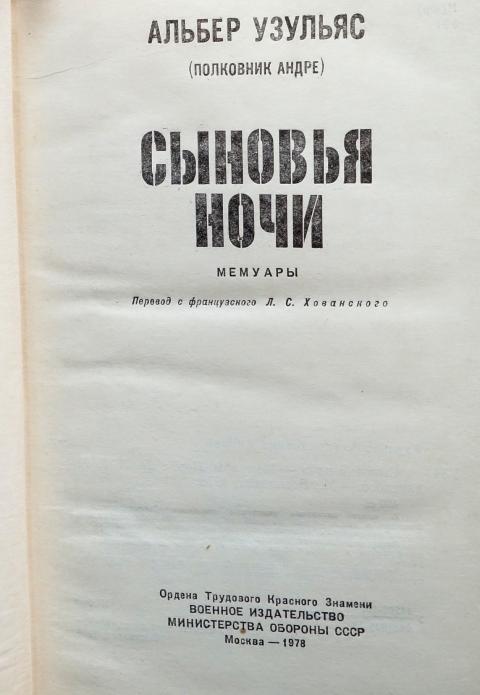 АЛЬБЕР УЗУЛЬЯС
(ПОЛКОВНИК АНДРЕ)
СЫНОВЬЯ
НОЧИ
МЕМУАРЫ
Перевод с французского Л. С. Хованского
Ордена Трудового Красного Знамени
ВОЕННОЕ ИЗДАТЕЛЬСТВО
МИНИСТЕРСТВА ОБОРОНЫ СССР
Москва — 1978